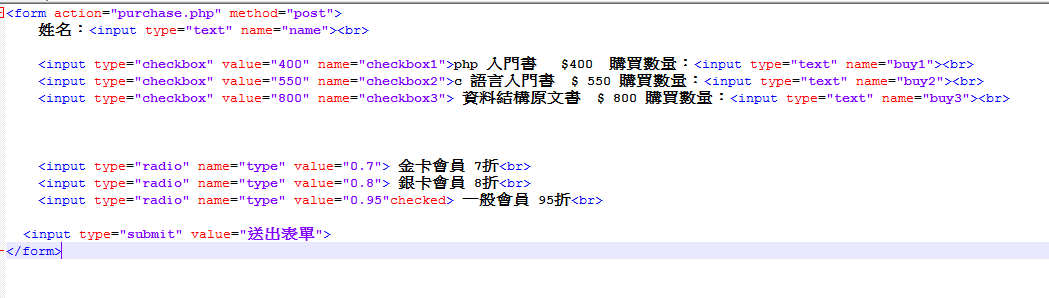 <form action="purchase.php" method="post">
姓名：<input type="text" name="name"><br>
<input type="checkbox" value="400" name="checkbox1">php 入門書 $400 購買數量：<input type="text" name="buy1"><br>
<input type="checkbox" value="550" name="checkbox2">c 語言入門書 $ 550 購買數量：<input type="text" name="buy2"><br>
<input type="checkbox" value="800" name="checkbox3"> 資料結構原文書 $ 800 購買數量：<input type="text" name="buy3"><br>
<input type="radio" name="type" value="0.7"> 金卡會員 7折<br>
<input type="radio" name="type" value="0.8"> 銀卡會員 8折<br>
<input type="radio" name="type" value="0.95"checked> 一般會員 95折<br>
<input type="submit" value="送出表單">
</form>